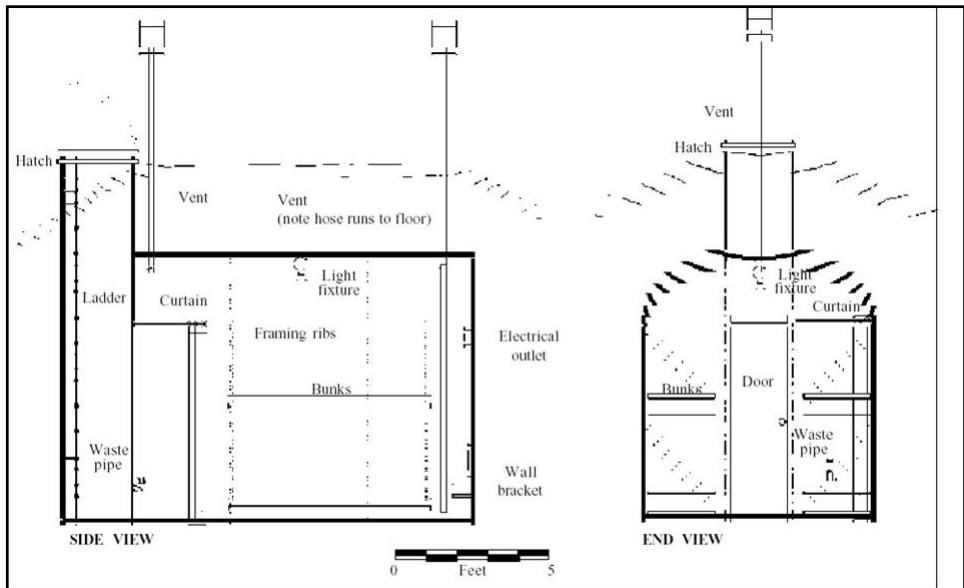 Hatch
Vent
Vent
(note hose runs to floor)
Ladder
Curtain
Light
fixture
Framing ribs
Electrical
outlet
Bunks
Waste
pipe
Wall
bracket
SIDE VIEW
0 Feet 5
Vent
Hatch
Light
fixture
Curtain
Bunks
Door
Waste
pipe
END VIEW